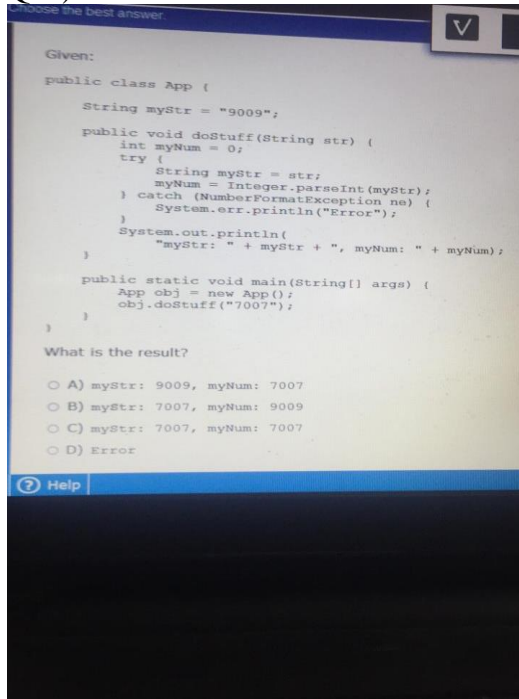 Choose the best answer.
Given:
public class App {
String myStr = "9009";
public void doStuff(String str) {
int myNum = 0;
try {
String myStr = str;
myNum = Integer.parseInt(myStr);
} catch (NumberFormatException ne) {
System.err.println("Error");
}
System.out.println(
"myStr: " + myStr + ", myNum: " + myNum);
}
public static void main(String[] args) {
App obj = new App();
obj.doStuff("7007");
}
}
What is the result?
A) myStr: 9009, myNum: 7007
B) myStr: 7007, myNum: 9009
C) myStr: 7007, myNum: 7007
D) Error
? Help